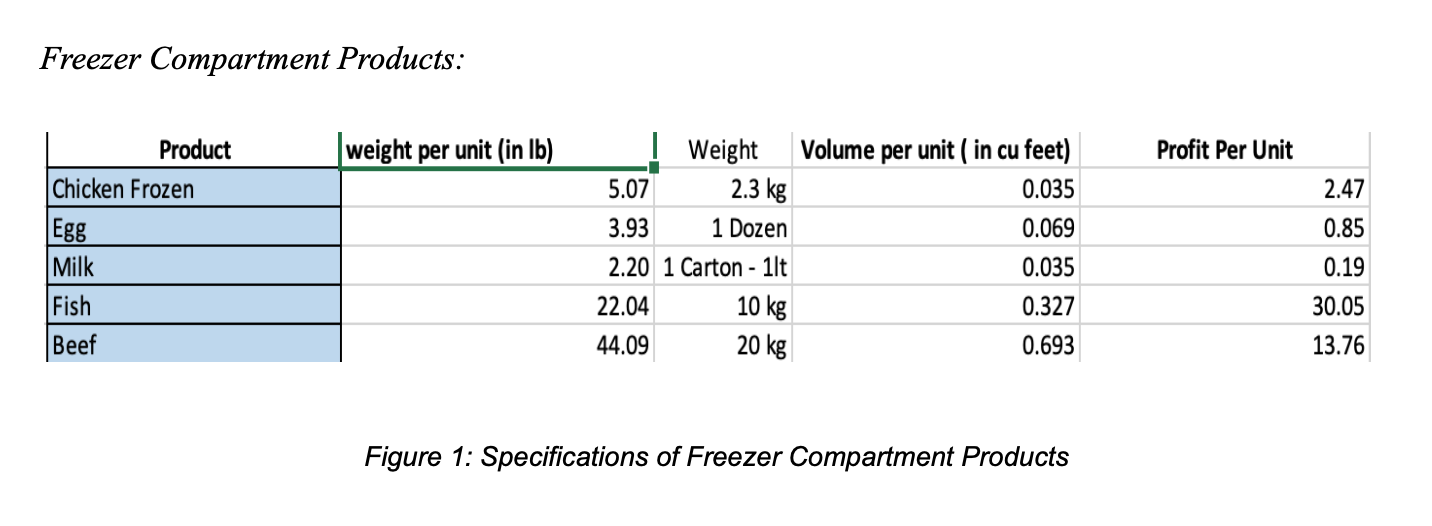 Freezer Compartment Products:
Product weight per unit (in lb) Weight Volume per unit ( in cu feet) Profit Per Unit
Chicken Frozen 5.07 2.3 kg 0.035 2.47
Egg 3.93 1 Dozen 0.069 0.85
Milk 2.20 1 Carton - 1lt 0.035 0.19
Fish 22.04 10 kg 0.327 30.05
Beef 44.09 20 kg 0.693 13.76
Figure 1: Specifications of Freezer Compartment Products